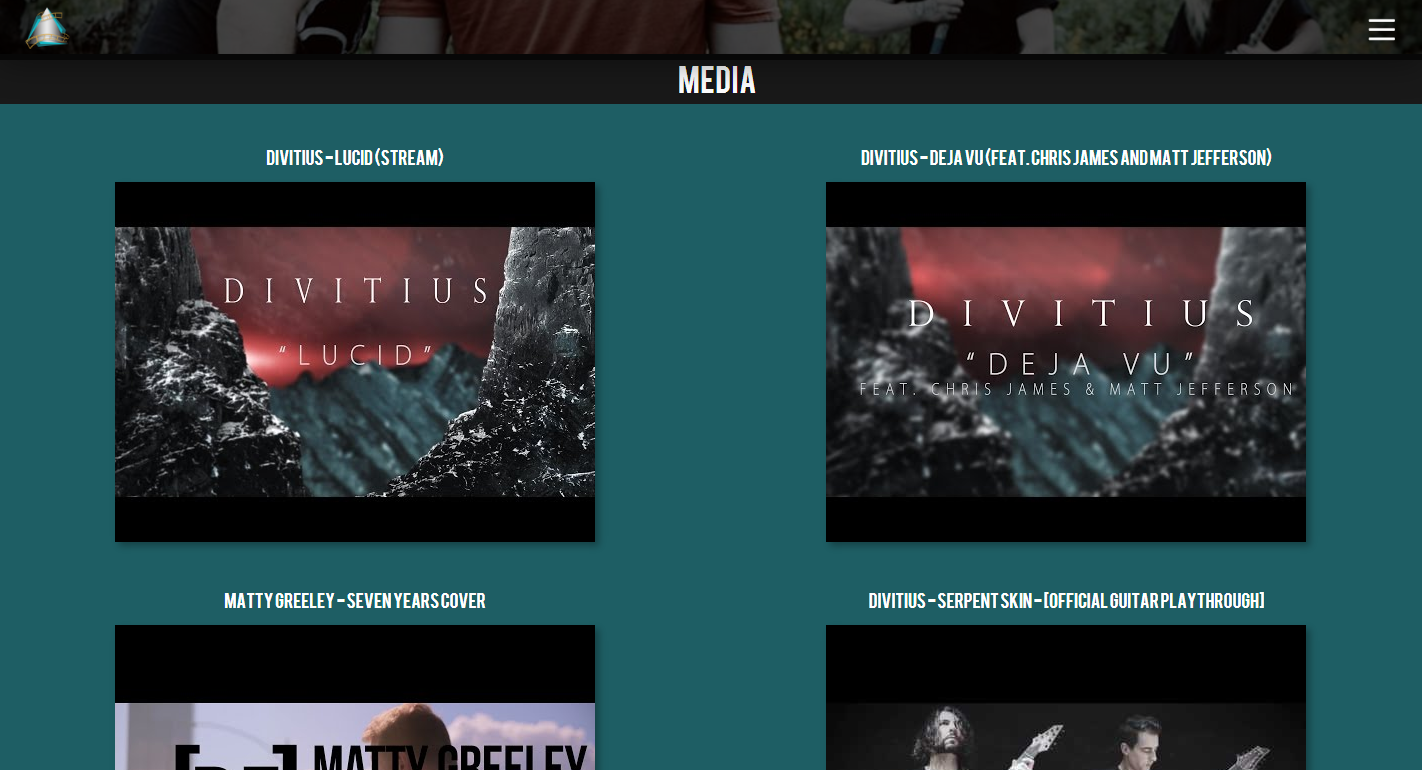 MEDIA
DIVITIUS - LUCID (STREAM)
DIVITIUS - DEJA VU (FEAT. CHRIS JAMES AND MATT JEFFERSON)
DIVITIUS
"LUCID"
DIVITIUS
"DEJA VU"
FEAT. CHRIS JAMES & MATT JEFFERSON
MATTY GREELEY - SEVEN YEARS COVER
DIVITIUS - SERPENT SKIN - [OFFICIAL GUITAR PLAYTHROUGH]
MATTY GREELEY